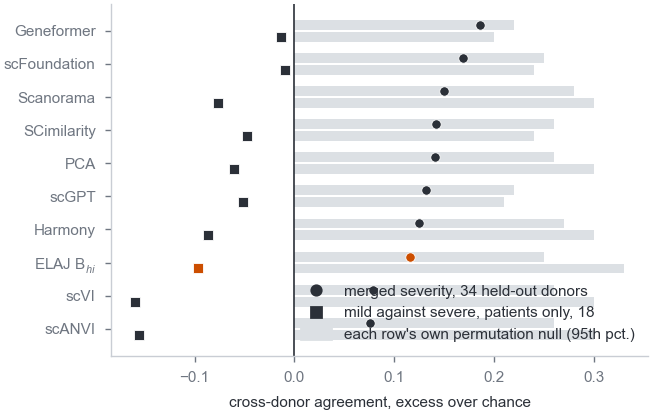 Geneformer
scFoundation
Scanorama
SCimilarity
PCA
scGPT
Harmony
ELAJ B_hi
scVI
scANVI
merged severity, 34 held-out donors
mild against severe, patients only, 18
each row's own permutation null (95th pct.)
−0.1
0.0
0.1
0.2
0.3
cross-donor agreement, excess over chance